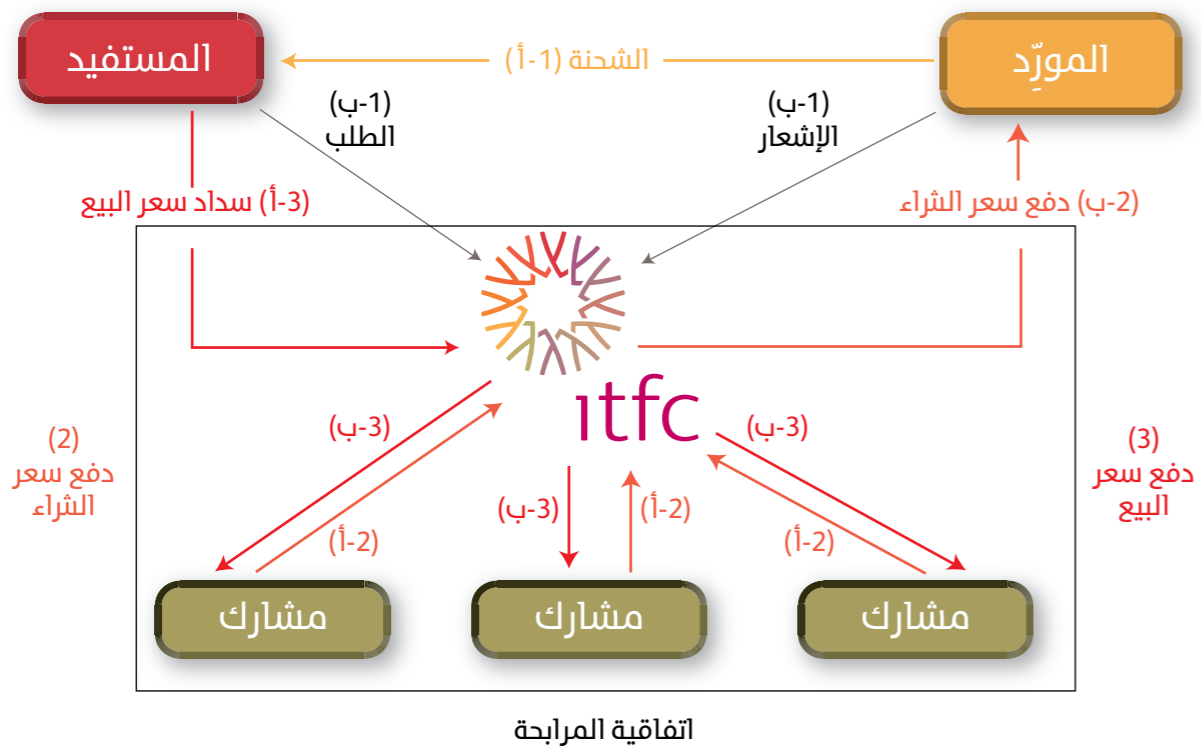 المورِّد
الشحنة (1-أ)
المستفيد
(1-ب)
الإشعار
(1-ب)
الطلب
(2-ب) دفع سعر الشراء
(3-أ) سداد سعر البيع
itfc
(3)
دفع سعر
البيع
(3-ب)
(2-أ)
(3-ب)
(2-أ)
(3-ب)
(2-أ)
(2)
دفع سعر
الشراء
مشارك
مشارك
مشارك
اتفاقية المرابحة